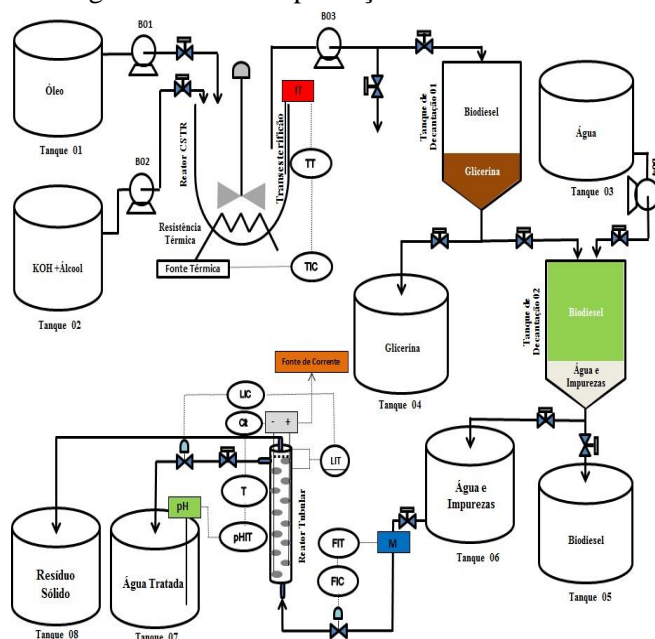 B01
B03
Óleo
Tanque 01
B02
KOH +Álcool
Tanque 02
Reator CSTR
Transesterificão
TT
TIC
Resistência
Térmica
Fonte Térmica
Tanque de
Decantação 01
Biodiesel
Glicerina
Água
Tanque 03
B04
Glicerina
Tanque 04
Tanque de
Decantação 02
Biodiesel
Água e
Impurezas
Fonte de Corrente
LIC
- +
LIT
T
pH
pHIT
Reator Tubular
FIT
FIC
M
Água e
Impurezas
Tanque 06
Biodiesel
Tanque 05
Resíduo
Sólido
Tanque 08
Água Tratada
Tanque 07